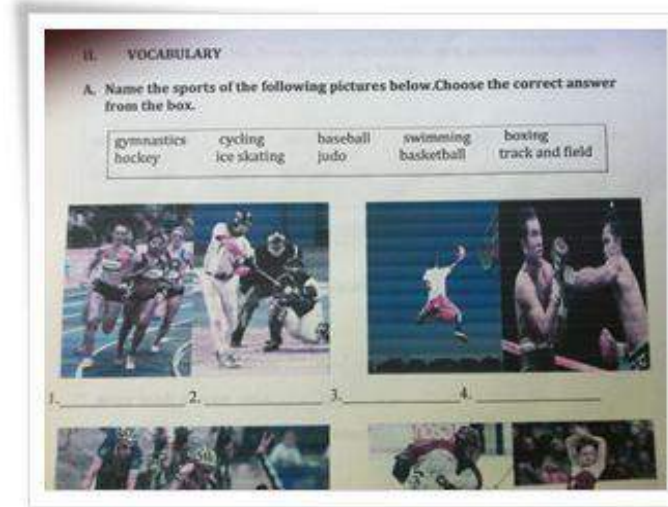 II. VOCABULARY
A. Name the sports of the following pictures below.Choose the correct answer
from the box.
gymnastics cycling baseball swimming boxing
hockey ice skating judo basketball track and field
1. 2. 3. 4.